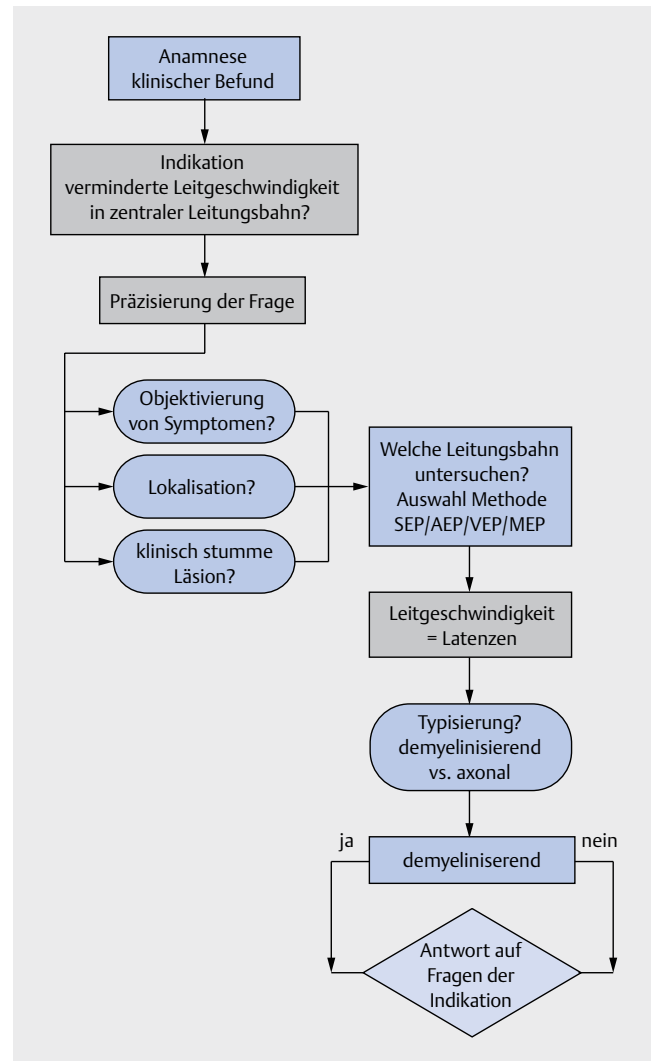 Anamnese
klinischer Befund
Indikation
verminderte Leitgeschwindigkeit
in zentraler Leitungsbahn?
Präzisierung der Frage
Objektivierung
von Symptomen?
Lokalisation?
klinisch stumme
Läsion?
Welche Leitungsbahn
untersuchen?
Auswahl Methode
SEP/AEP/VEP/MEP
Leitgeschwindigkeit
= Latenzen
Typisierung?
demyelinisierend
vs. axonal
ja
demyeliniserend
nein
Antwort auf
Fragen der
Indikation